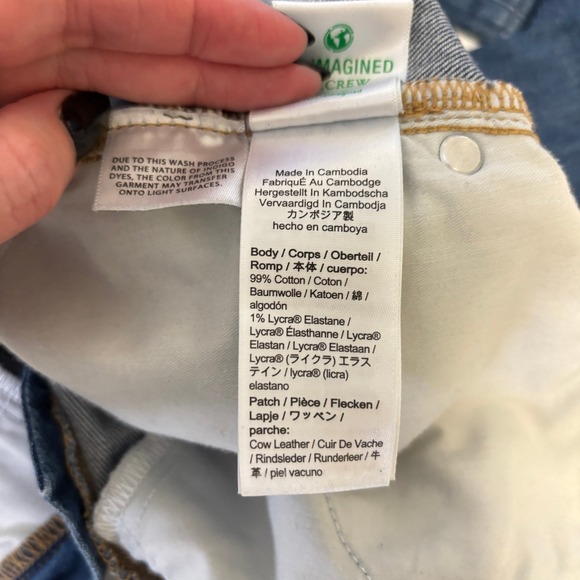 IMAGINED
CREW
DUE TO THIS WASH PROCESS
AND THE NATURE OF INDIGO
DYES, THE COLOR FROM THIS
GARMENT MAY TRANSFER
ONTO LIGHT SURFACES.
Made In Cambodia
FabriquÉ Au Cambodge
Hergestellt In Kambodscha
Vervaardigd In Cambodja
カンボジア製
hecho en camboya
Body / Corps / Oberteil /
Romp / 本体 / cuerpo:
99% Cotton / Coton /
Baumwolle / Katoen / 綿 /
algodón
1% Lycra® Elastane /
Lycra® Élasthanne / Lycra®
Elastan / Lycra® Elastaan /
Lycra® (ライクラ) エラス
テイン / lycra® (licra)
elastano
Patch / Pièce / Flecken /
Lapje / ワッペン /
parche:
Cow Leather / Cuir De Vache
/ Rindsleder / Runderleer / 牛
革 / piel vacuno